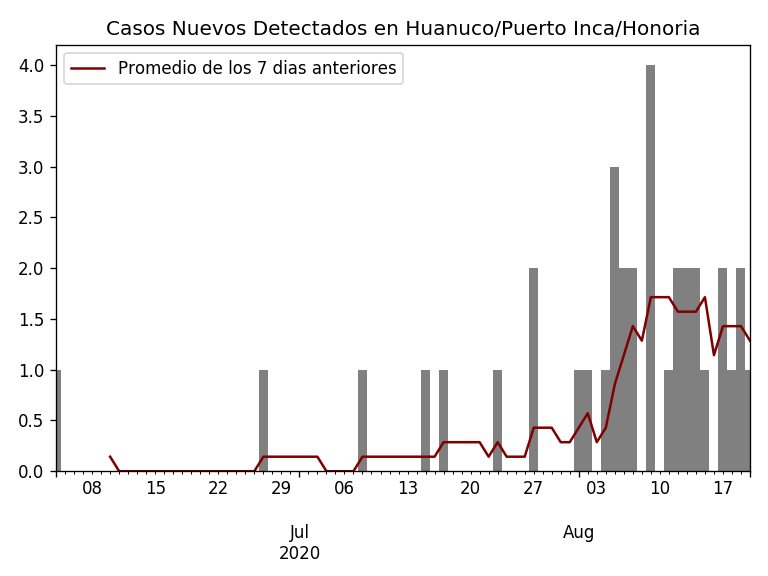 Casos Nuevos Detectados en Huanuco/Puerto Inca/Honoria
Promedio de los 7 dias anteriores
4.0
3.5
3.0
2.5
2.0
1.5
1.0
0.5
0.0
08 15 22 29 06 13 20 27 03 10 17
Jul Aug
2020